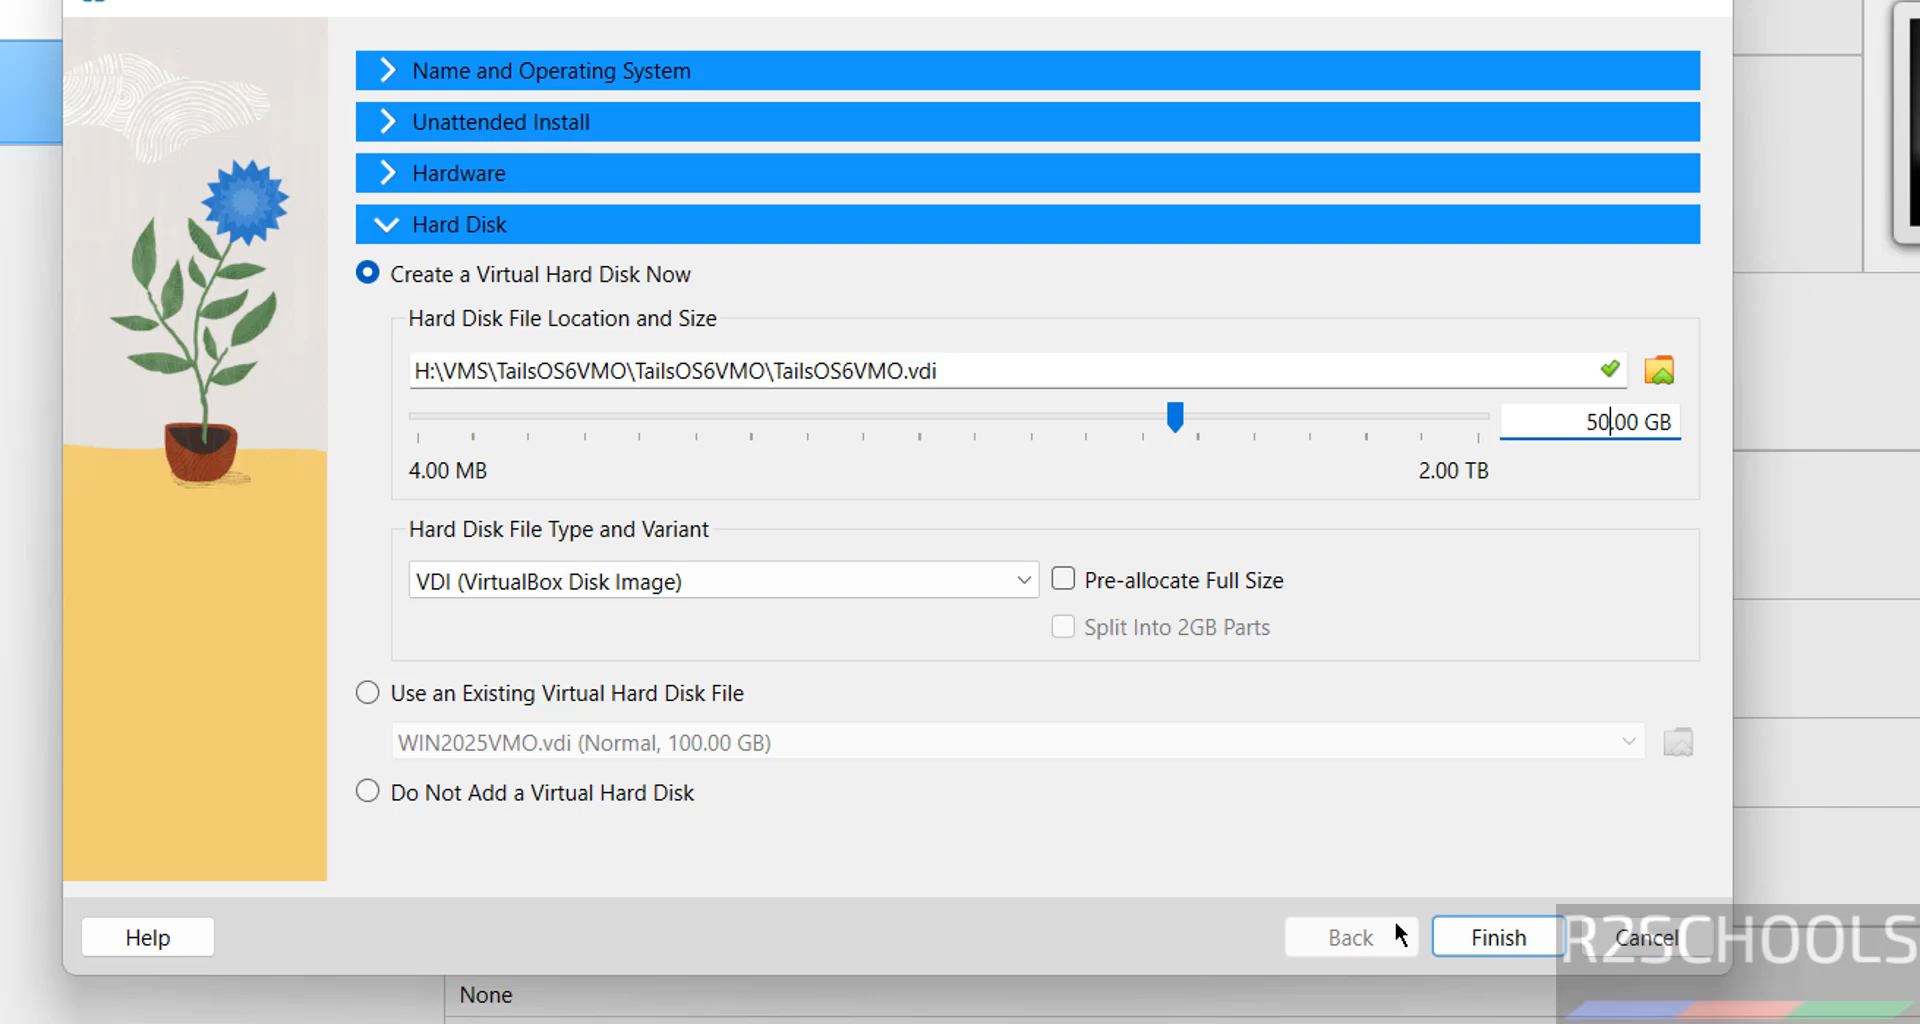 Name and Operating System
Unattended Install
Hardware
Hard Disk
Create a Virtual Hard Disk Now
Hard Disk File Location and Size
H:\VMS\TailsOS6VMO\TailsOS6VMO\TailsOS6VMO.vdi
50.00 GB
4.00 MB
2.00 TB
Hard Disk File Type and Variant
VDI (VirtualBox Disk Image)
Pre-allocate Full Size
Split Into 2GB Parts
Use an Existing Virtual Hard Disk File
WIN2025VMO.vdi (Normal, 100.00 GB)
Do Not Add a Virtual Hard Disk
Help
Back
Finish
Cancel
R2SCHOOLS
None